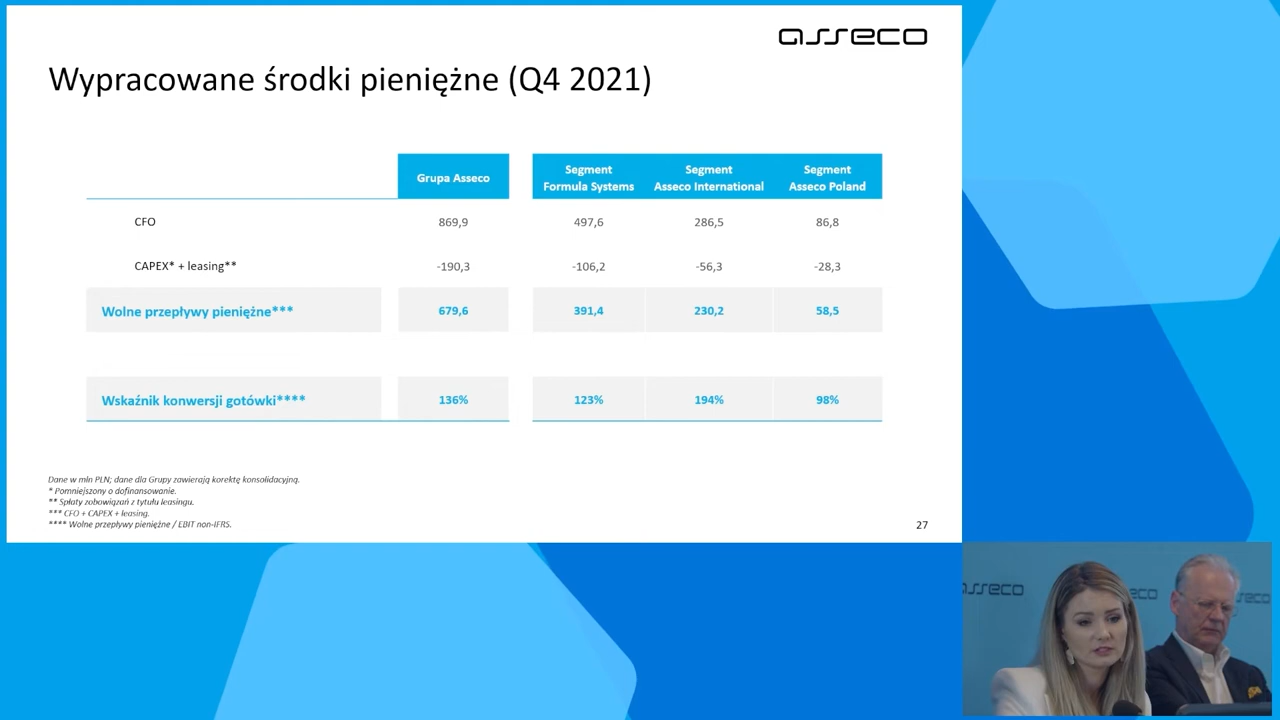 asseco
Wypracowane środki pieniężne (Q4 2021)
Grupa Asseco
Segment
Formula Systems
Segment
Asseco International
Segment
Asseco Poland
CFO 869,9 497,6 286,5 86,8
CAPEX* + leasing** -190,3 -106,2 -56,3 -28,3
Wolne przepływy pieniężne*** 679,6 391,4 230,2 58,5
Wskaźnik konwersji gotówki**** 136% 123% 194% 98%
Dane w mln PLN; dane dla Grupy zawierają korektę konsolidacyjną.
* Pomniejszony o dofinansowanie.
** Spłaty zobowiązań z tytułu leasingu.
*** CFO + CAPEX + leasing.
**** Wolne przepływy pieniężne / EBIT non-IFRS.
27
asseco